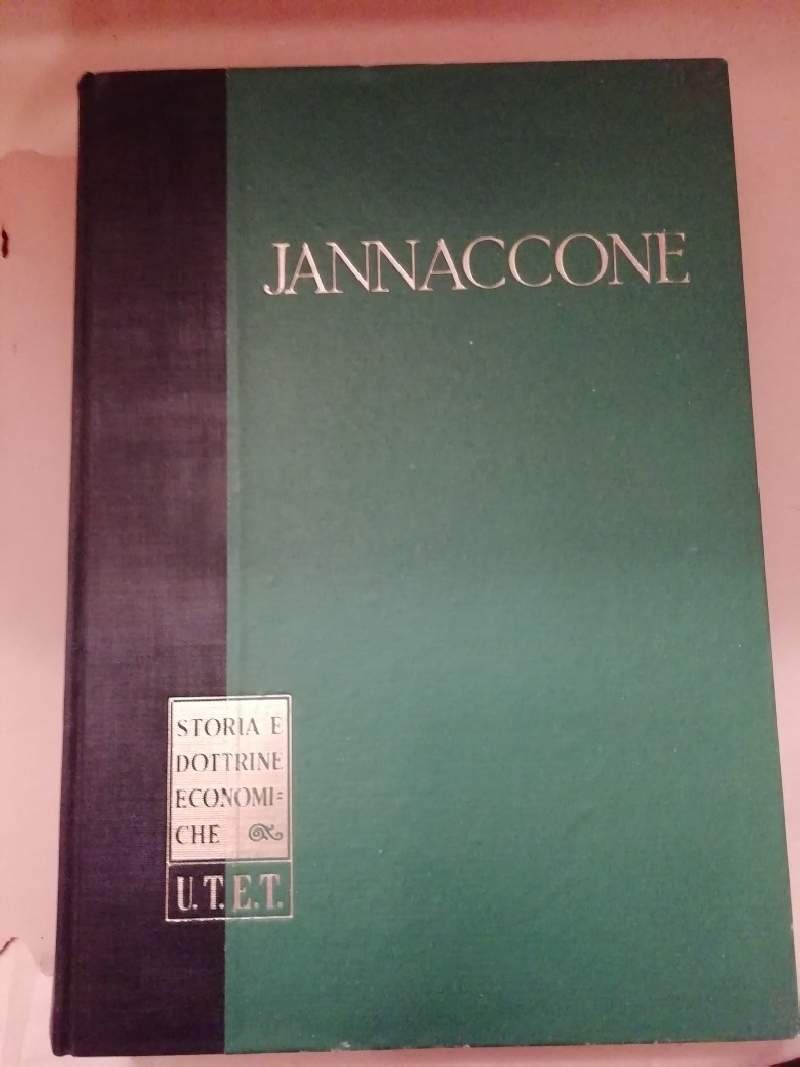 JANNACCONE
STORIA E
DOTTRINE
ECONOMI=
CHE
U.T.E.T.